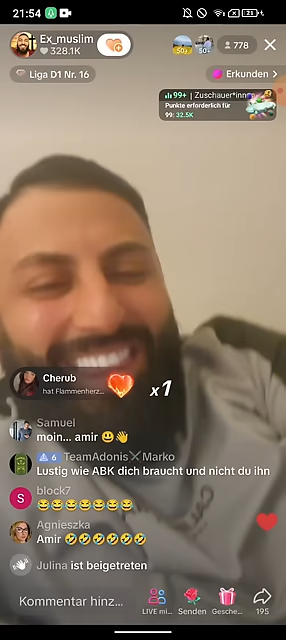 21:54
21
Ex_muslim
328.1K
50+
778
Liga D1 Nr. 16
Erkunden
99+ | Zuschauer*innen
Punkte erforderlich für
99: 32.5K
Cherub
hat Flammenherz...
x1
Samuel
moin... amir 😃👋
6 TeamAdonis⚔Marko
Lustig wie ABK dich braucht und nicht du ihn
S
block7
😂😂😂😂😂😂😂
Agnieszka
Amir 🤣🤣🤣🤣🤣🤣
Julina ist beigetreten
Kommentar hinz...
LIVE mi...
Senden
Gesche...
195